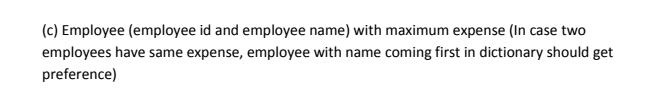 (c) Employee (employee id and employee name) with maximum expense (In case two
employees have same expense, employee with name coming first in dictionary should get
preference)